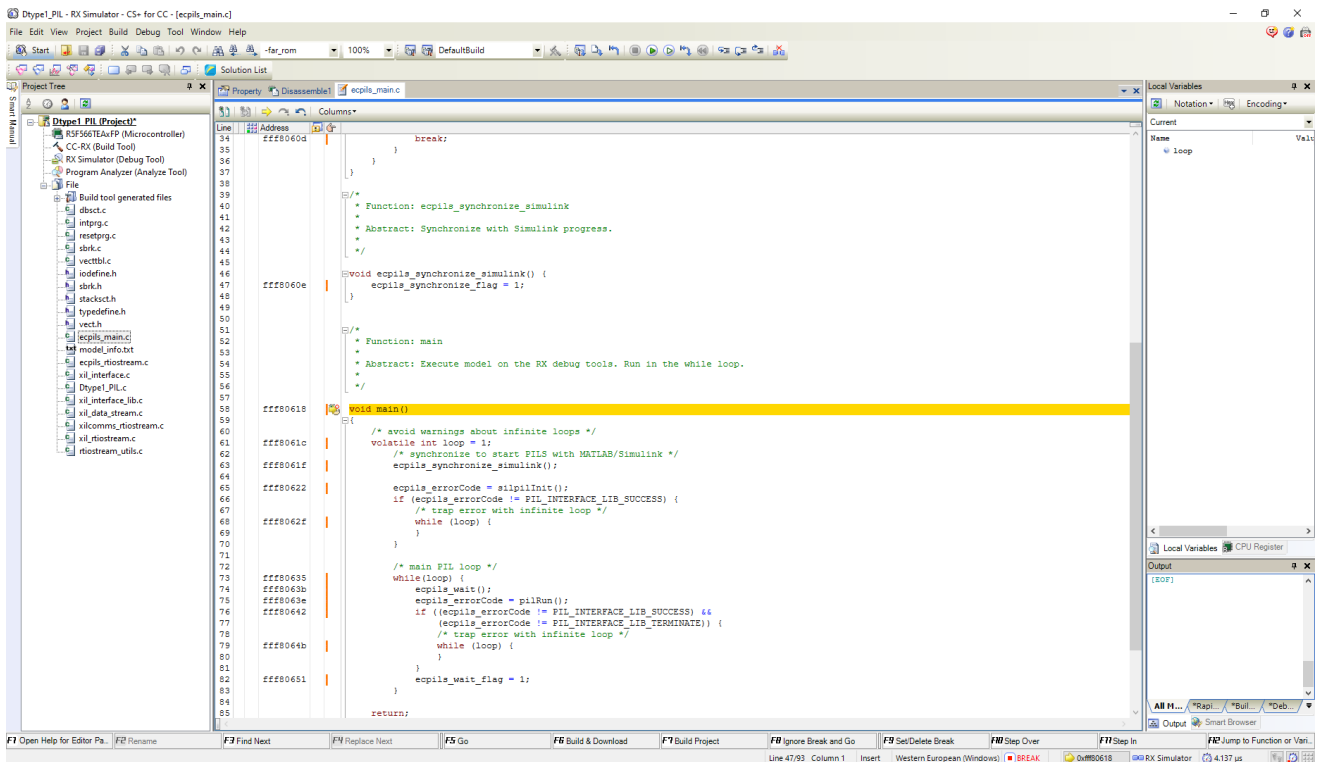 Dtype1_PIL - RX Simulator - CS+ for CC - [ecpils_main.c]
File Edit View Project Build Debug Tool Window Help
Start
-far_rom
100%
DefaultBuild
Solution List
Smart Manual
Project Tree
Dtype1_PIL (Project)*
R5F566TEAxFP (Microcontroller)
CC-RX (Build Tool)
RX Simulator (Debug Tool)
Program Analyzer (Analyze Tool)
File
Build tool generated files
dbsct.c
intprg.c
resetprg.c
sbrk.c
vecttbl.c
iodefine.h
sbrk.h
stacksct.h
typedefine.h
vect.h
ecpils_main.c
model_info.txt
ecpils_rtiostream.c
xil_interface.c
Dtype1_PIL.c
xil_interface_lib.c
xil_data_stream.c
xilcomms_rtiostream.c
xil_rtiostream.c
rtiostream_utils.c
Property Disassemble1 ecpils_main.c
Columns
Line Address
34 fff8060d break;
35 }
36 }
37 }
38
39 /*
40 * Function: ecpils_synchronize_simulink
41 *
42 * Abstract: Synchronize with Simulink progress.
43 *
44 */
45
46 void ecpils_synchronize_simulink() {
47 fff8060e ecpils_synchronize_flag = 1;
48 }
49
50
51 /*
52 * Function: main
53 *
54 * Abstract: Execute model on the RX debug tools. Run in the while loop.
55 *
56 */
57
58 fff80618 void main()
59 {
60 /* avoid warnings about infinite loops */
61 fff8061c volatile int loop = 1;
62 /* synchronize to start PILS with MATLAB/Simulink */
63 fff8061f ecpils_synchronize_simulink();
64
65 fff80622 ecpils_errorCode = silpilInit();
66 if (ecpils_errorCode != PIL_INTERFACE_LIB_SUCCESS) {
67 /* trap error with infinite loop */
68 fff8062f while (loop) {
69 }
70 }
71
72 /* main PIL loop */
73 fff80635 while(loop) {
74 fff8063b ecpils_wait();
75 fff8063e ecpils_errorCode = pilRun();
76 fff80642 if ((ecpils_errorCode != PIL_INTERFACE_LIB_SUCCESS) &&
77 (ecpils_errorCode != PIL_INTERFACE_LIB_TERMINATE)) {
78 /* trap error with infinite loop */
79 fff8064b while (loop) {
80 }
81 }
82 fff80651 ecpils_wait_flag = 1;
83 }
84
85 return;
Local Variables
Notation Encoding
Current
Name Valu
loop
Local Variables CPU Register
Output
[EOF]
All M... *Rapi... *Buil... *Deb...
Output Smart Browser
F1 Open Help for Editor Pa.. F2 Rename F3 Find Next F4 Replace Next F5 Go F6 Build & Download F7 Build Project F8 Ignore Break and Go F9 Set/Delete Break F10 Step Over F11 Step In F12 Jump to Function or Vari..
Line 47/93 Column 1 Insert Western European (Windows) BREAK 0xfff80618 RX Simulator 4.137 µs